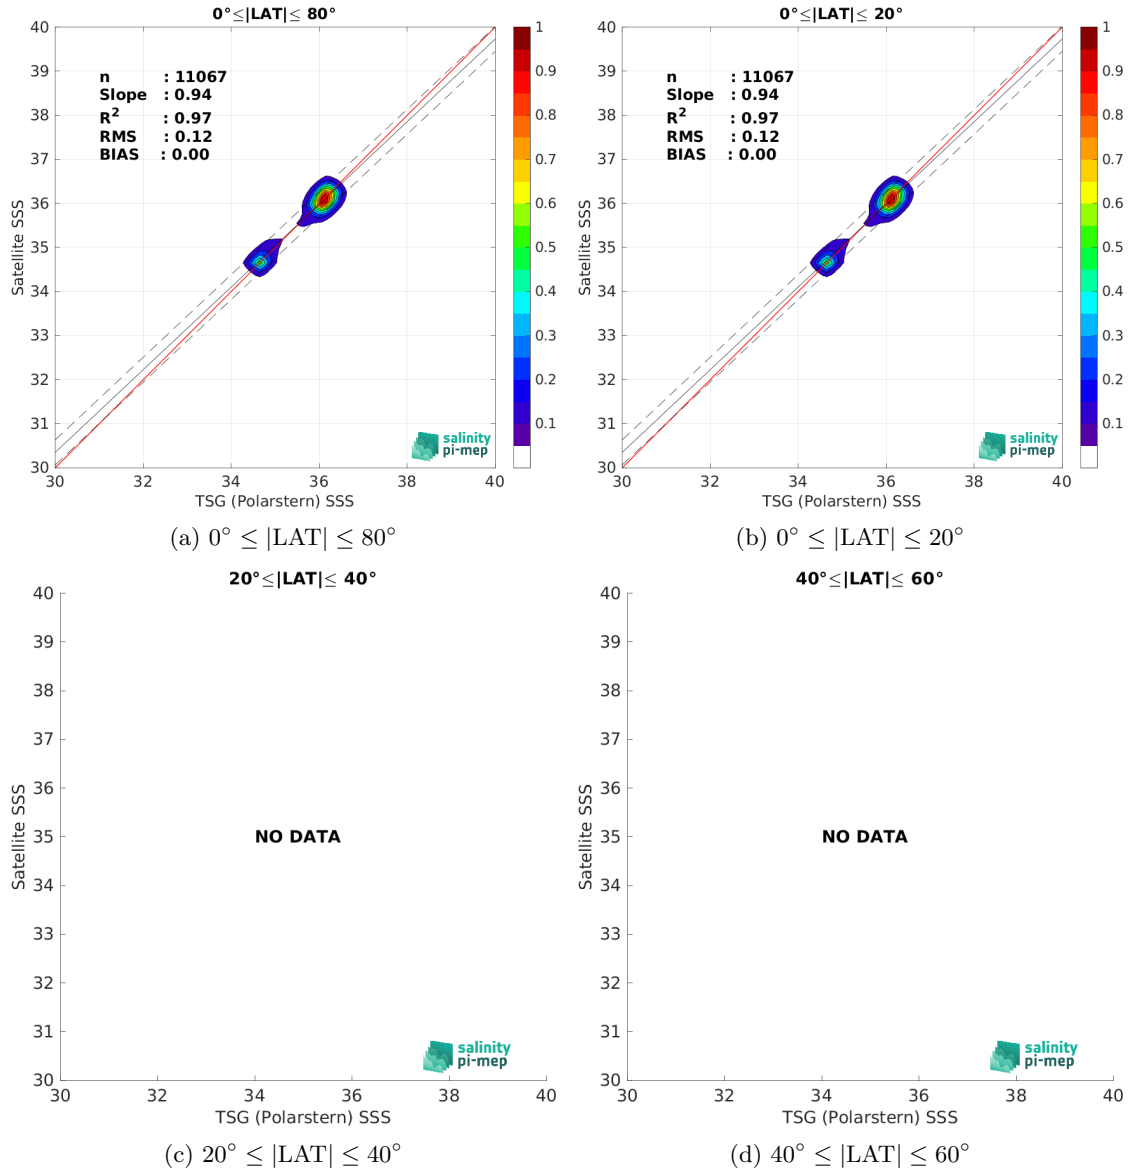 0°≤|LAT|≤ 80°
40
39
38
37
36
35
34
33
32
31
30
Satellite SSS
n : 11067
Slope : 0.94
R² : 0.97
RMS : 0.12
BIAS : 0.00
salinity
pi-mep
30 32 34 36 38 40
TSG (Polarstern) SSS
1
0.9
0.8
0.7
0.6
0.5
0.4
0.3
0.2
0.1
(a) 0° ≤ |LAT| ≤ 80°
0°≤|LAT|≤ 20°
40
39
38
37
36
35
34
33
32
31
30
Satellite SSS
n : 11067
Slope : 0.94
R² : 0.97
RMS : 0.12
BIAS : 0.00
salinity
pi-mep
30 32 34 36 38 40
TSG (Polarstern) SSS
1
0.9
0.8
0.7
0.6
0.5
0.4
0.3
0.2
0.1
(b) 0° ≤ |LAT| ≤ 20°
20°≤|LAT|≤ 40°
40
39
38
37
36
35
34
33
32
31
30
Satellite SSS
NO DATA
salinity
pi-mep
30 32 34 36 38 40
TSG (Polarstern) SSS
(c) 20° ≤ |LAT| ≤ 40°
40°≤|LAT|≤ 60°
40
39
38
37
36
35
34
33
32
31
30
Satellite SSS
NO DATA
salinity
pi-mep
30 32 34 36 38 40
TSG (Polarstern) SSS
(d) 40° ≤ |LAT| ≤ 60°